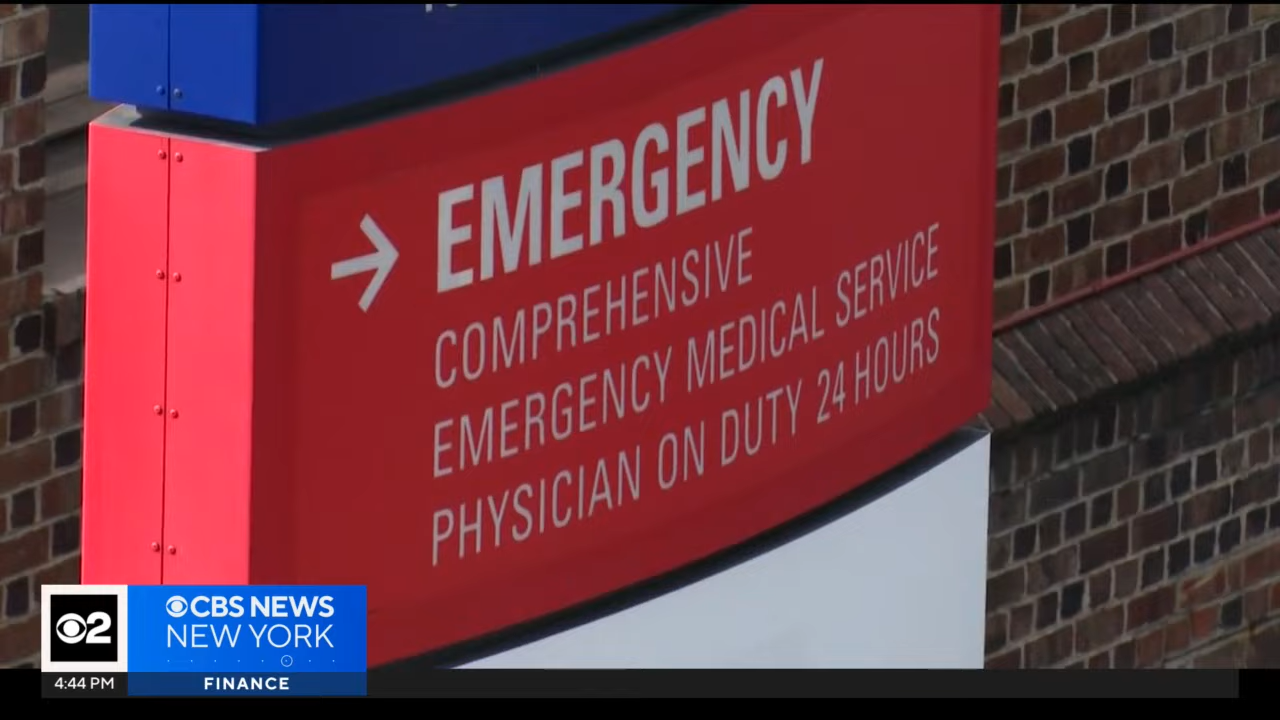 EMERGENCY
COMPREHENSIVE
EMERGENCY MEDICAL SERVICE
PHYSICIAN ON DUTY 24 HOURS
2
CBS NEWS
NEW YORK
4:44 PM
FINANCE